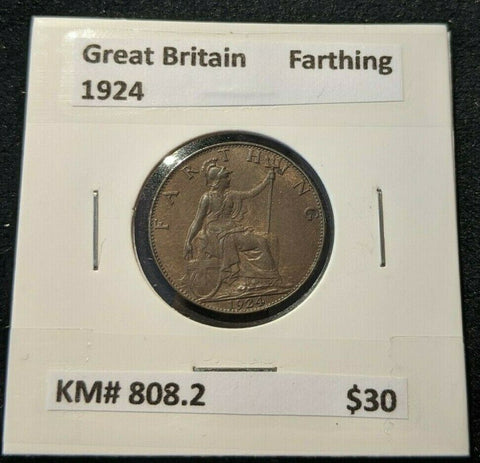 Great Britain Farthing
1924
FARTHING
1924
KM# 808.2 $30